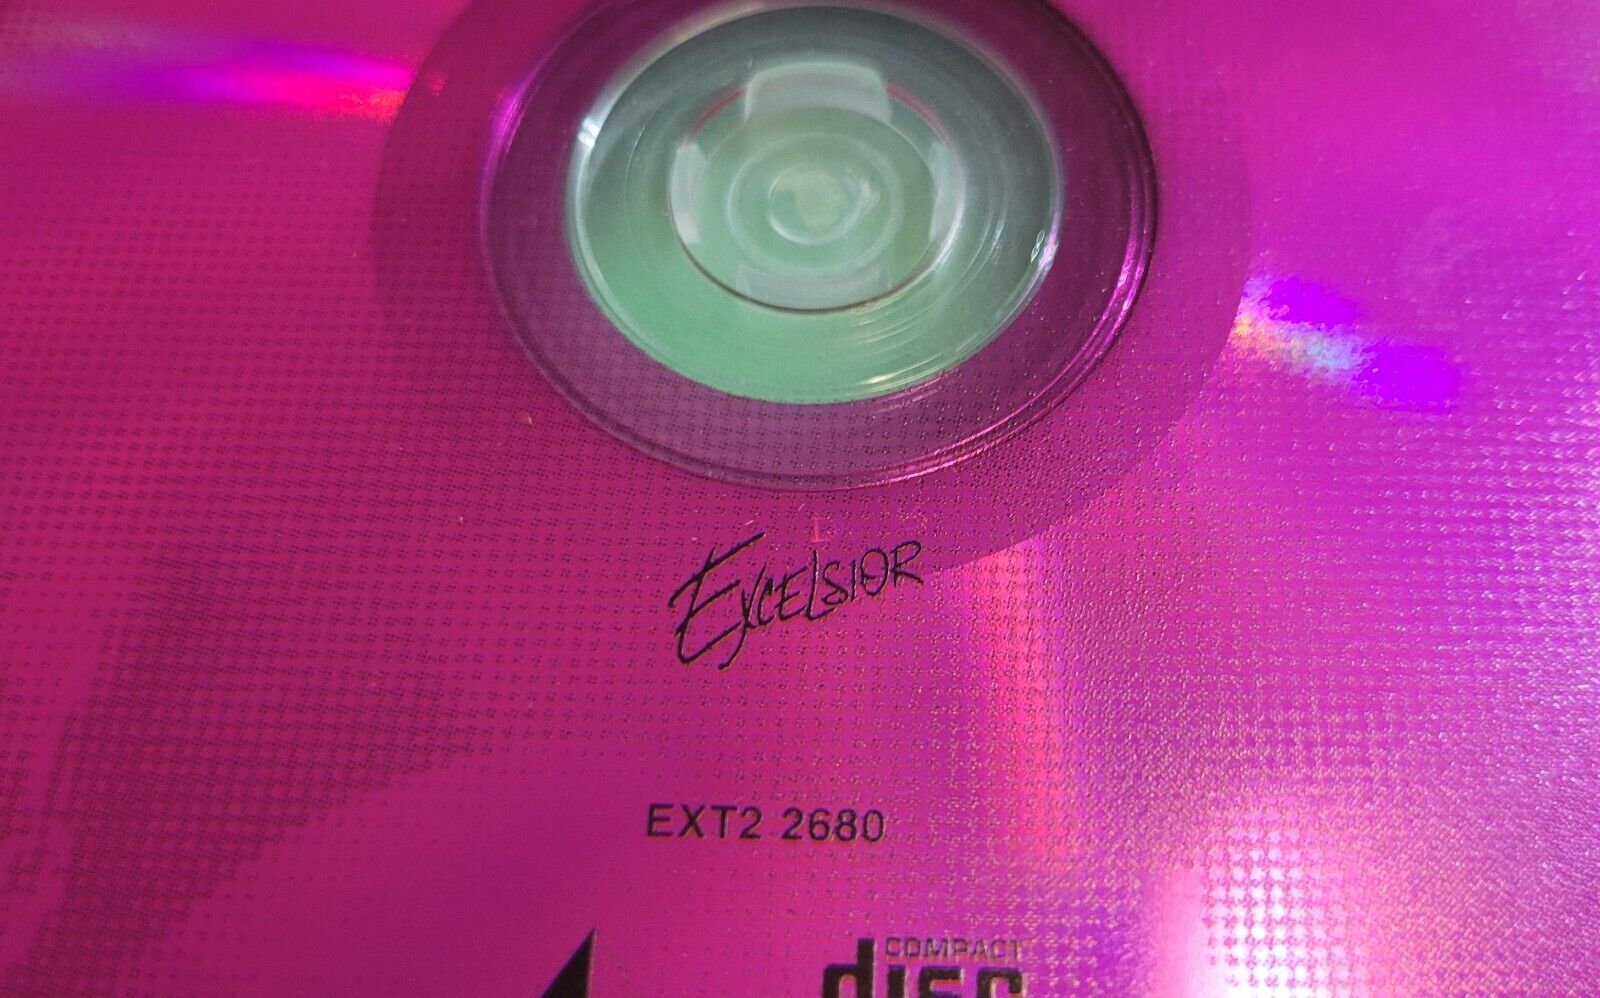 EXCELSIOR
EXT2 2680
COMPACT
disc